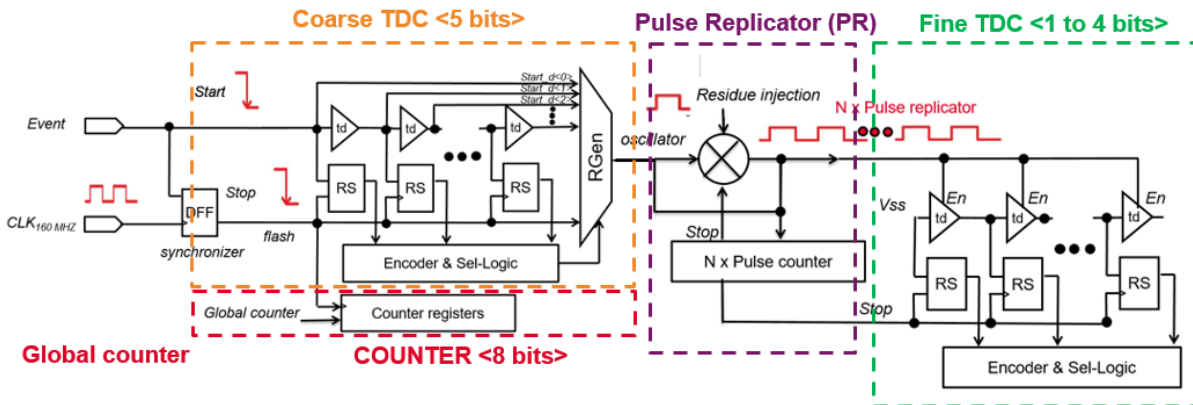 Coarse TDC <5 bits>
Pulse Replicator (PR)
Fine TDC <1 to 4 bits>
Start
Start_d<0>
Start_d<1>
Start_d<2>
Event
td
td
td
RS
RS
RS
RGen
oscillator
Residue injection
N x Pulse replicator
CLK160 MHZ
DFF
synchronizer
Stop
flash
Encoder & Sel-Logic
Stop
N x Pulse counter
Vss
En
En
En
td
td
td
RS
RS
RS
Stop
Encoder & Sel-Logic
Global counter
Counter registers
Global counter
COUNTER <8 bits>